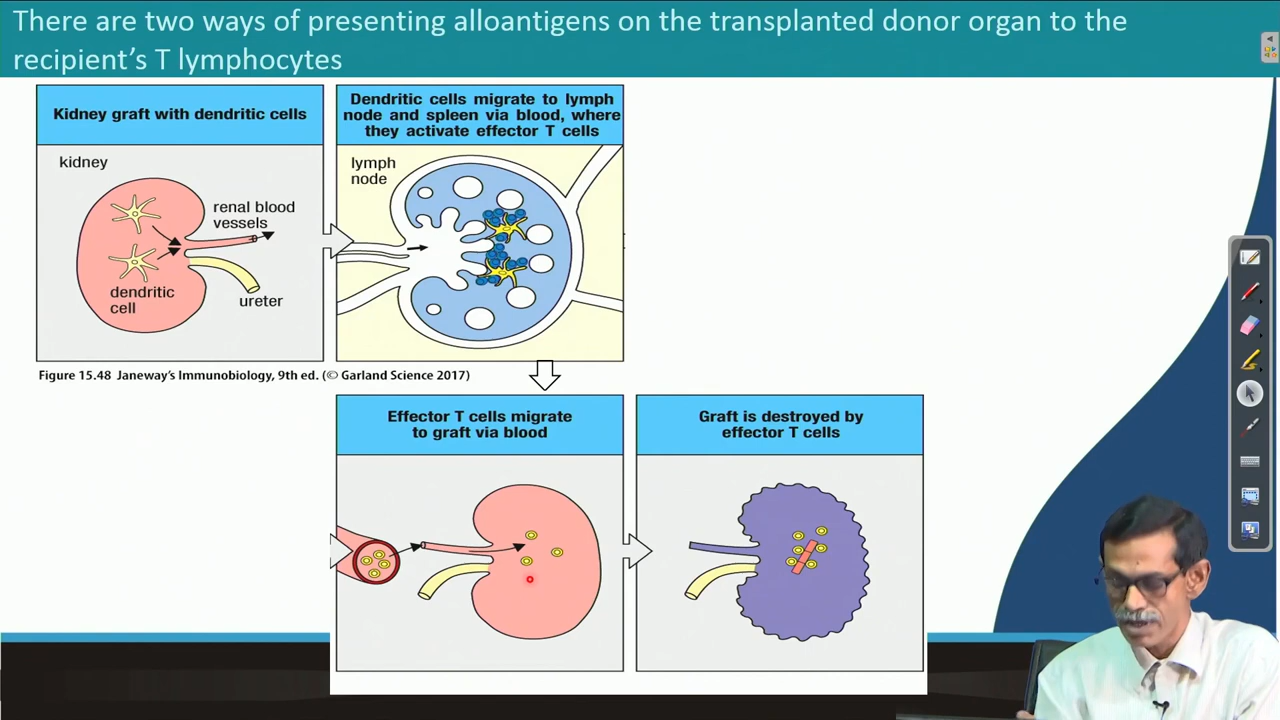 There are two ways of presenting alloantigens on the transplanted donor organ to the
recipient's T lymphocytes
Kidney graft with dendritic cells
kidney
renal blood
vessels
dendritic
cell
ureter
Dendritic cells migrate to lymph
node and spleen via blood, where
they activate effector T cells
lymph
node
Figure 15.48 Janeway's Immunobiology, 9th ed. (© Garland Science 2017)
Effector T cells migrate
to graft via blood
Graft is destroyed by
effector T cells